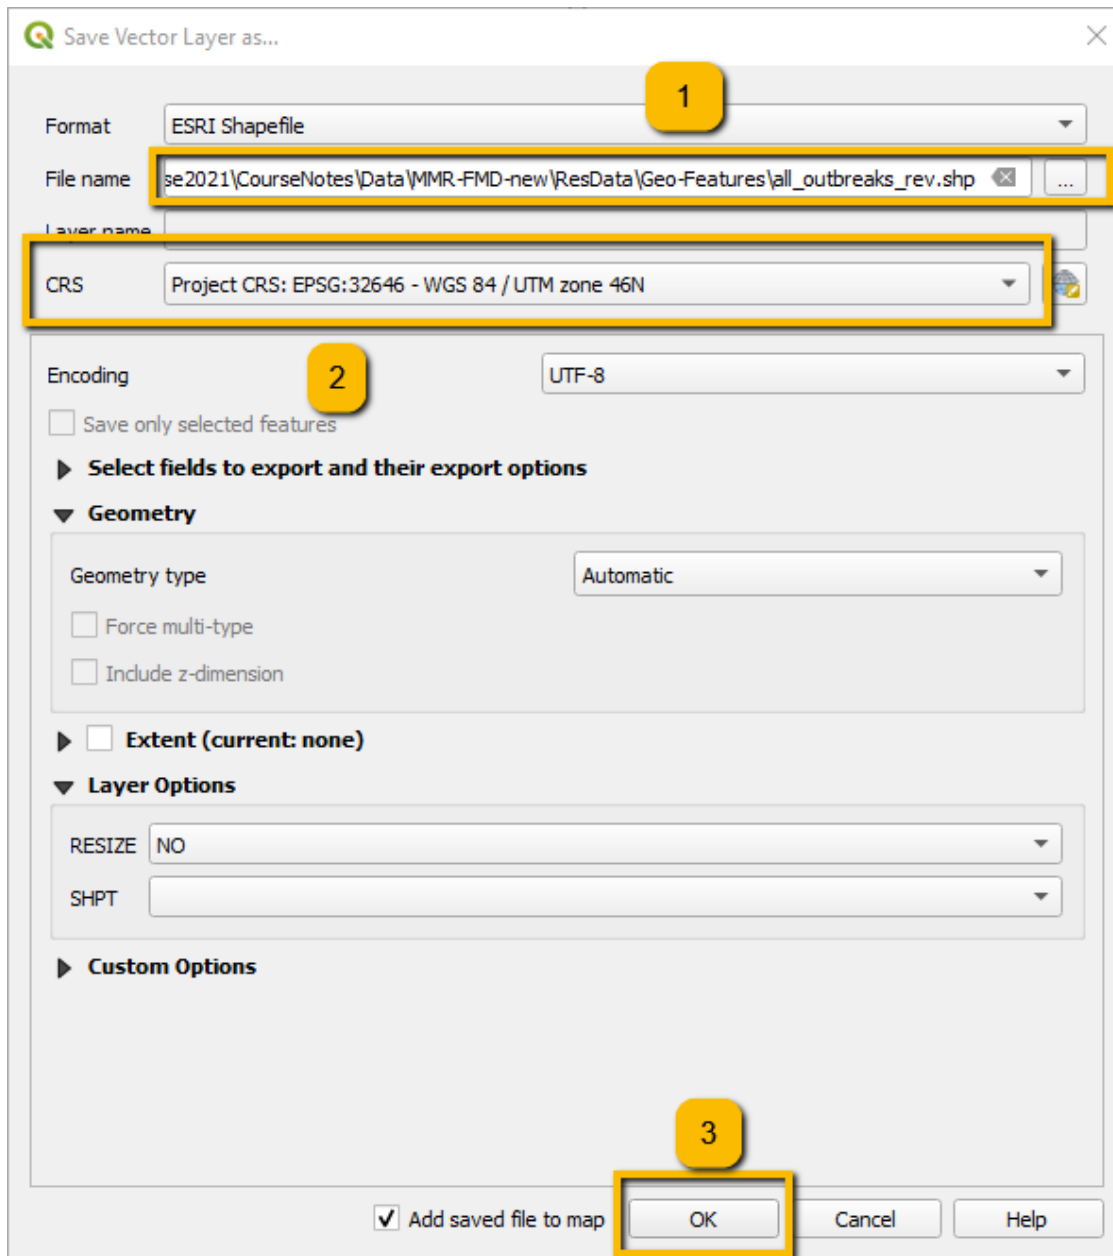 Save Vector Layer as...
1
Format ESRI Shapefile
File name se2021\CourseNotes\Data\MMR-FMD-new\ResData\Geo-Features\all_outbreaks_rev.shp ...
Layer name
CRS Project CRS: EPSG:32646 - WGS 84 / UTM zone 46N
Encoding 2 UTF-8
Save only selected features
Select fields to export and their export options
Geometry
Geometry type Automatic
Force multi-type
Include z-dimension
Extent (current: none)
Layer Options
RESIZE NO
SHPT
Custom Options
3
Add saved file to map OK Cancel Help